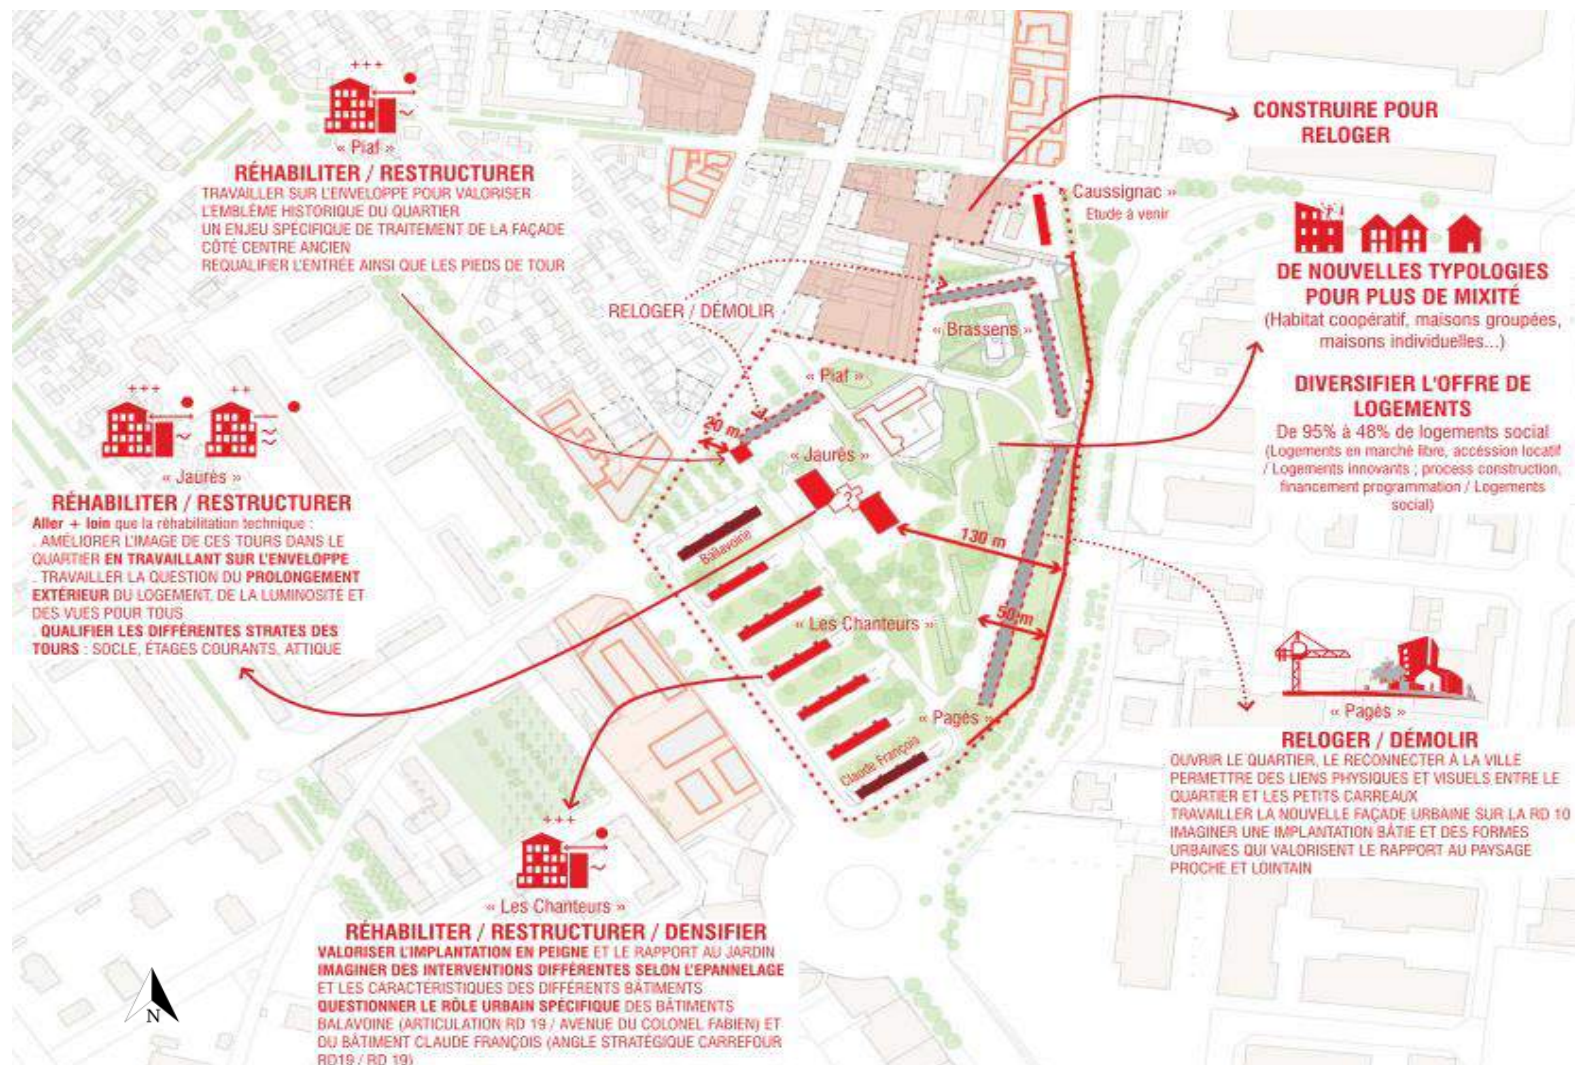 +++
« Piaf »
RÉHABILITER / RESTRUCTURER
TRAVAILLER SUR L'ENVELOPPE POUR VALORISER
L'EMBLÈME HISTORIQUE DU QUARTIER
UN ENJEU SPÉCIFIQUE DE TRAITEMENT DE LA FAÇADE
CÔTÉ CENTRE ANCIEN
REQUALIFIER L'ENTRÉE AINSI QUE LES PIEDS DE TOUR
CONSTRUIRE POUR
RELOGER
« Caussignac »
Etude à venir
RELOGER / DÉMOLIR
« Brassens »
« Piaf »
20 m
« Jaurès »
?
130 m
Ballavoine
50 m
« Les Chanteurs »
« Pagès »
Claude François
DE NOUVELLES TYPOLOGIES
POUR PLUS DE MIXITÉ
(Habitat coopératif, maisons groupées,
maisons individuelles...)
DIVERSIFIER L'OFFRE DE
LOGEMENTS
De 95% à 48% de logements social
(Logements en marché libre, accession locatif
/ Logements innovants ; process construction,
financement programmation / Logements
social)
+++
++
« Jaurès »
RÉHABILITER / RESTRUCTURER
Aller + loin que la réhabilitation technique :
. AMÉLIORER L'IMAGE DE CES TOURS DANS LE
QUARTIER EN TRAVAILLANT SUR L'ENVELOPPE
. TRAVAILLER LA QUESTION DU PROLONGEMENT
EXTÉRIEUR DU LOGEMENT, DE LA LUMINOSITÉ ET
DES VUES POUR TOUS
. QUALIFIER LES DIFFÉRENTES STRATES DES
TOURS : SOCLE, ÉTAGES COURANTS, ATTIQUE
« Pagès »
RELOGER / DÉMOLIR
OUVRIR LE QUARTIER, LE RECONNECTER À LA VILLE
PERMETTRE DES LIENS PHYSIQUES ET VISUELS ENTRE LE
QUARTIER ET LES PETITS CARREAUX
TRAVAILLER LA NOUVELLE FAÇADE URBAINE SUR LA RD 10
IMAGINER UNE IMPLANTATION BÂTIE ET DES FORMES
URBAINES QUI VALORISENT LE RAPPORT AU PAYSAGE
PROCHE ET LOINTAIN
+++
« Les Chanteurs »
RÉHABILITER / RESTRUCTURER / DENSIFIER
VALORISER L'IMPLANTATION EN PEIGNE ET LE RAPPORT AU JARDIN
IMAGINER DES INTERVENTIONS DIFFÉRENTES SELON L'EPANNELAGE
ET LES CARACTÉRISTIQUES DES DIFFÉRENTS BÂTIMENTS
QUESTIONNER LE RÔLE URBAIN SPÉCIFIQUE DES BÂTIMENTS
BALAVOINE (ARTICULATION RD 19 / AVENUE DU COLONEL FABIEN) ET
DU BÂTIMENT CLAUDE FRANÇOIS (ANGLE STRATÉGIQUE CARREFOUR
RD19 / RD 19)
N